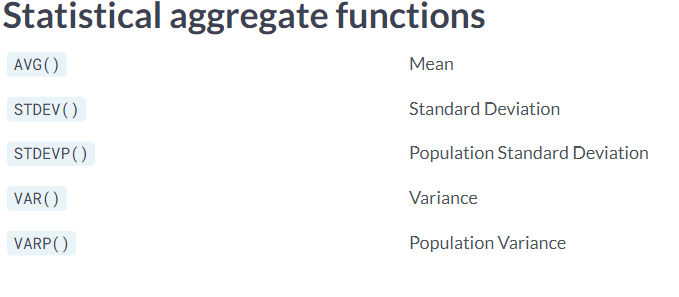 Statistical aggregate functions
AVG() Mean
STDEV() Standard Deviation
STDEVP() Population Standard Deviation
VAR() Variance
VARP() Population Variance